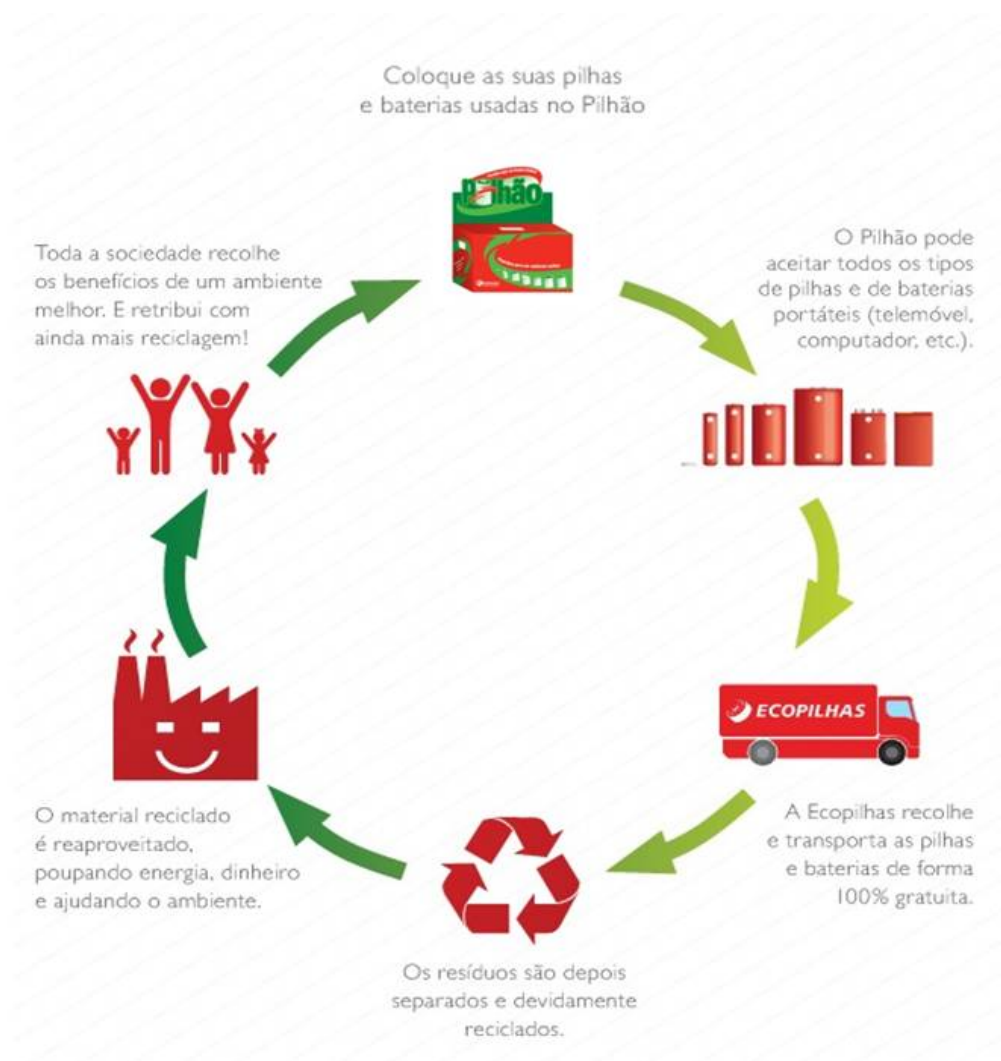 Coloque as suas pilhas
e baterias usadas no Pilhão
Pilhão
O Pilhão pode
aceitar todos os tipos
de pilhas e de baterias
portáteis (telemóvel,
computador, etc.).
ECOPILHAS
A Ecopilhas recolhe
e transporta as pilhas
e baterias de forma
100% gratuita.
Os resíduos são depois
separados e devidamente
reciclados.
O material reciclado
é reaproveitado,
poupando energia, dinheiro
e ajudando o ambiente.
Toda a sociedade recolhe
os benefícios de um ambiente
melhor. E retribui com
ainda mais reciclagem!